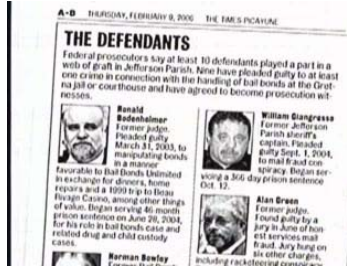 A-8 THURSDAY, FEBRUARY 9, 2006 THE TIMES-PICAYUNE
THE DEFENDANTS
Federal prosecutors say at least 10 defendants played a part in a
web of graft in Jefferson Parish. Nine have pleaded guilty to at least
one crime in connection with the handling of bail bonds at the Gret-
na jail or courthouse and have agreed to become prosecution wit-
nesses.
Ronald
Bodenheimer
Former judge.
Pleaded guilty
March 31, 2003, to
manipulating bonds
in a manner
favorable to Bail Bonds Unlimited
in exchange for dinners, home
repairs and a 1999 trip to Beau
Rivage Casino, among other things
of value. Began serving 46-month
prison sentence on June 28, 2004,
for his role in bail bonds case and
related drug and child custody
cases.
Norman Bowley
William Giangrosso
Former Jefferson
Parish sheriff's
captain. Pleaded
guilty Sept. 1, 2004,
to mail fraud con-
spiracy. Began ser-
ving a 366 day prison sentence
Oct. 12.
Alan Green
Former judge.
Found guilty by a
jury in June of hon-
est services mail
fraud. Jury hung on
six other charges,
including racketeering conspiracy